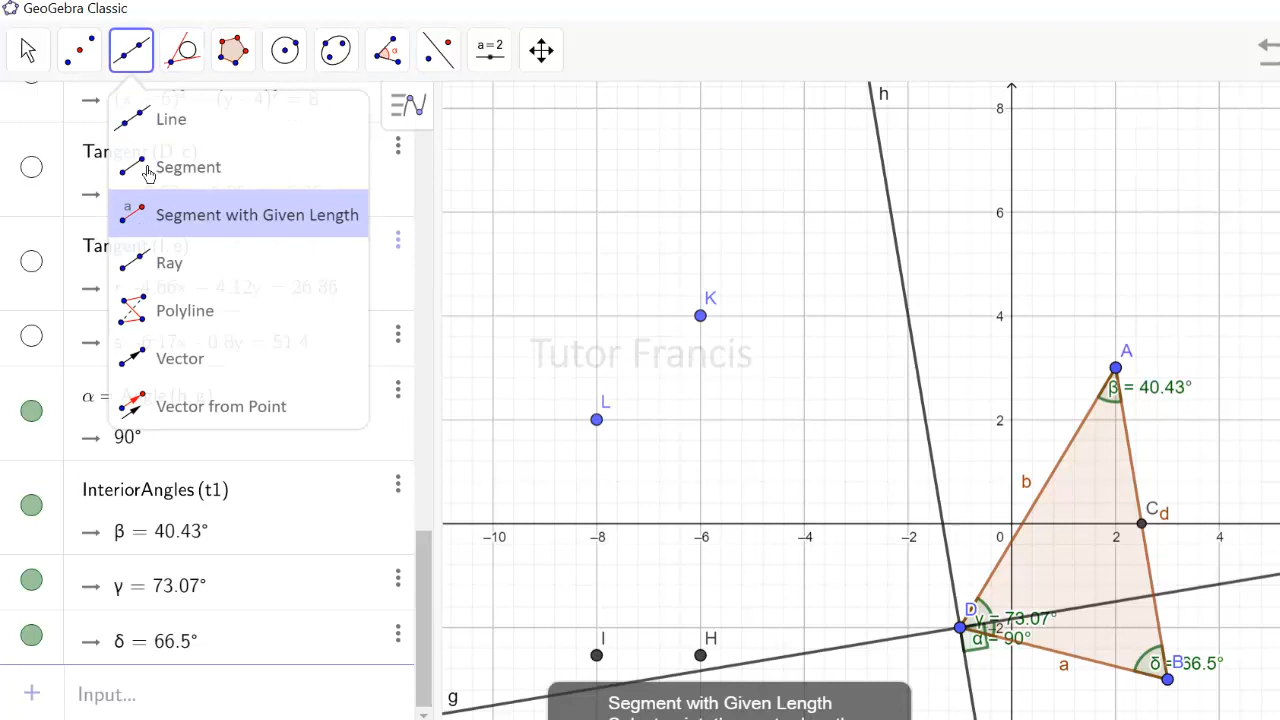 GeoGebra Classic
a=2
Line
Segment
a
Segment with Given Length
Ray
Polyline
Vector
Vector from Point
90°
InteriorAngles (t1)
β = 40.43°
γ = 73.07°
δ = 66.5°
Input...
h
8
6
4
2
K
L
Tutor Francis
A
β = 40.43°
b
C
d
−10
−8
−6
−4
−2
0
2
4
D
γ = 73.07°
−2
α = 90°
I
H
a
δ = 66.5°
B
g
Segment with Given Length